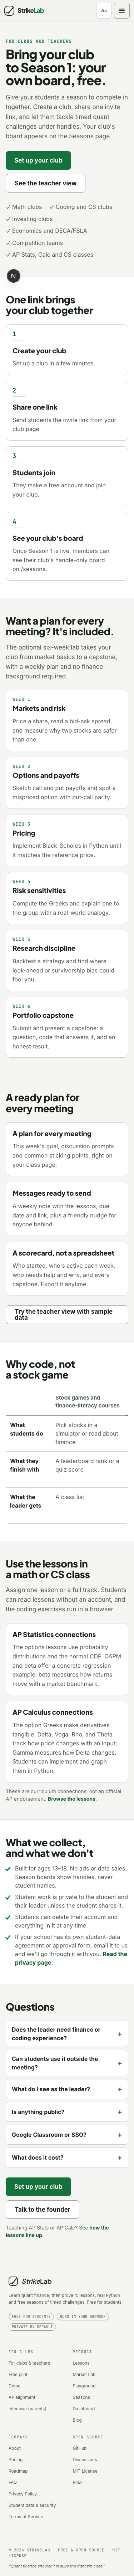 StrikeLab
Aa
FOR CLUBS AND TEACHERS
Bring your club
to Season 1: your
own board, free.
Give your students a season to compete
in. Create a club, share one invite
link, and let them tackle timed quant
challenges under handles. Your club's
board appears on the Seasons page.
Set up your club
See the teacher view
✓ Math clubs
✓ Coding and CS clubs
✓ Investing clubs
✓ Economics and DECA/FBLA
✓ Competition teams
✓ AP Stats, Calc and CS classes
N
One link brings
your club together
1
Create your club
Set up a club in a few minutes.
2
Share one link
Send students the invite link from your
club page.
3
Students join
They make a free account and join
your club.
4
See your club's board
Once Season 1 is live, members can
see their club's handle-only board
on /seasons.
Want a plan for every
meeting? It's included.
The optional six-week lab takes your
club from market basics to a capstone,
with a weekly plan and no finance
background required.
WEEK 1
Markets and risk
Price a share, read a bid-ask spread,
and measure why two stocks are safer
than one.
WEEK 2
Options and payoffs
Sketch call and put payoffs and spot a
mispriced option with put-call parity.
WEEK 3
Pricing
Implement Black-Scholes in Python until
it matches the reference price.
WEEK 4
Risk sensitivities
Compute the Greeks and explain one to
the group with a real-world analogy.
WEEK 5
Research discipline
Backtest a strategy and find where
look-ahead or survivorship bias could
fool you.
WEEK 6
Portfolio capstone
Submit and present a capstone: a
question, code that answers it, and an
honest result.
A ready plan for
every meeting
A plan for every meeting
This week's goal, discussion prompts
and common sticking points, right on
your class page.
Messages ready to send
A weekly note with the lessons, due
date and link, plus a friendly nudge for
anyone behind.
A scorecard, not a spreadsheet
Who started, who's active each week,
who needs help and why, and every
capstone. Export it anytime.
Try the teacher view with sample
data
Why code, not
a stock game
Stock games and
finance-literacy courses
What
students do
Pick stocks in a
simulator or read about
finance
What they
finish with
A leaderboard rank or a
quiz score
What the
leader gets
A class list
Use the lessons in
a math or CS class
Assign one lesson or a full track. Students
can read lessons without an account, and
the coding exercises run in a browser.
AP Statistics connections
The options lessons use probability
distributions and the normal CDF. CAPM
and beta offer a concrete regression
example: beta measures how returns
move with a market benchmark.
AP Calculus connections
The option Greeks make derivatives
tangible: Delta, Vega, Rho, and Theta
track how price changes with an input;
Gamma measures how Delta changes.
Students can implement and graph
them in Python.
These are curriculum connections, not an official
AP endorsement. Browse the lessons.
What we collect,
and what we don't
Built for ages 13–18. No ads or data sales.
Season boards show handles, never
student names.
Student work is private to the student and
their leader unless the student shares it.
Students can delete their account and
everything in it at any time.
If your school has its own student-data
agreement or approval form, email it to us
and we'll go through it with you. Read the
privacy page.
Questions
Does the leader need finance or
coding experience?
+
Can students use it outside the
meeting?
+
What do I see as the leader?
+
Is anything public?
+
Google Classroom or SSO?
+
What does it cost?
+
Set up your club
Talk to the founder
Teaching AP Stats or AP Calc? See how the
lessons line up.
StrikeLab
Learn quant finance, then prove it: lessons, real Python
and free seasons of timed challenges. Free for students.
FREE FOR STUDENTS
RUNS IN YOUR BROWSER
PRIVATE BY DEFAULT
FOR CLUBS
For clubs & teachers
Free pilot
Demo
AP alignment
Intensive (parents)
PRODUCT
Lessons
Market Lab
Playground
Seasons
Dashboard
Blog
COMPANY
About
Pricing
Roadmap
FAQ
Privacy Policy
Student data & security
Terms of Service
OPEN SOURCE
GitHub
Discussions
MIT License
Email
© 2026 STRIKELAB · FREE & OPEN SOURCE · MIT
LICENSE
"Quant finance shouldn't require the right zip code."